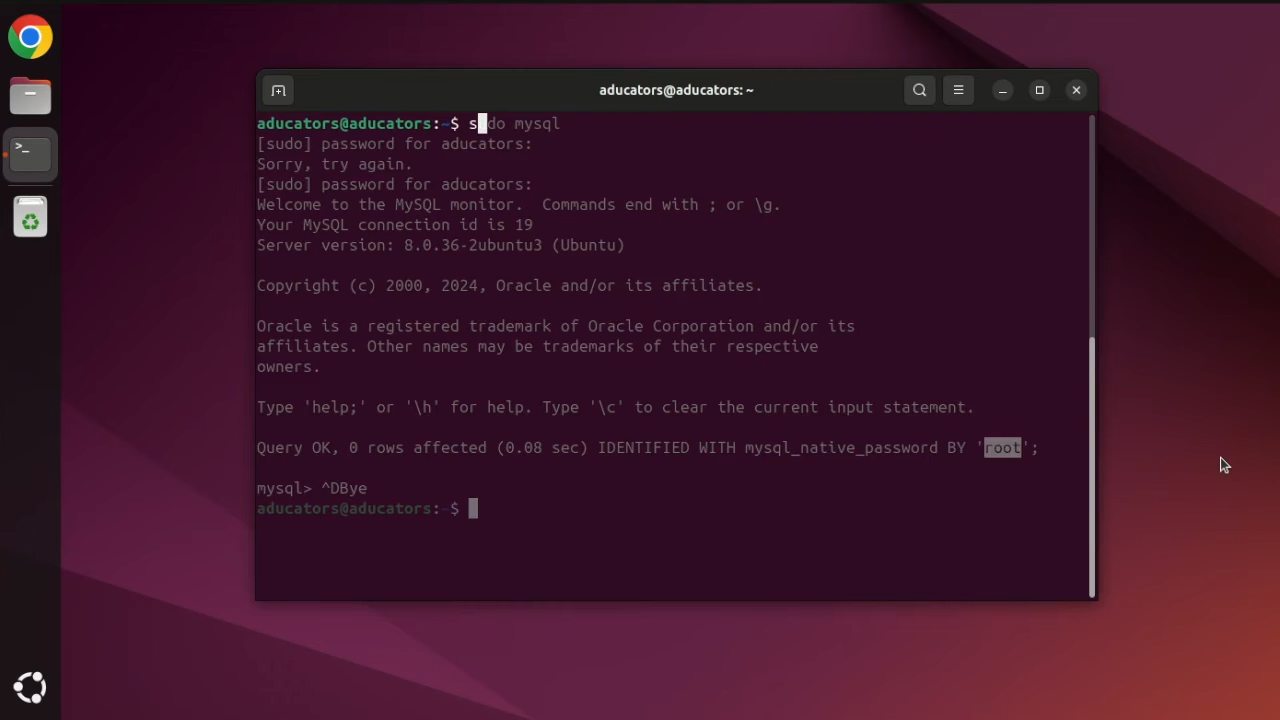 aducators@aducators: ~
aducators@aducators:~$ sudo mysql
[sudo] password for aducators:
Sorry, try again.
[sudo] password for aducators:
Welcome to the MySQL monitor.  Commands end with ; or \g.
Your MySQL connection id is 19
Server version: 8.0.36-2ubuntu3 (Ubuntu)
Copyright (c) 2000, 2024, Oracle and/or its affiliates.
Oracle is a registered trademark of Oracle Corporation and/or its
affiliates. Other names may be trademarks of their respective
owners.
Type 'help;' or '\h' for help. Type '\c' to clear the current input statement.
Query OK, 0 rows affected (0.08 sec) IDENTIFIED WITH mysql_native_password BY 'root';
mysql> ^DBye
aducators@aducators:~$